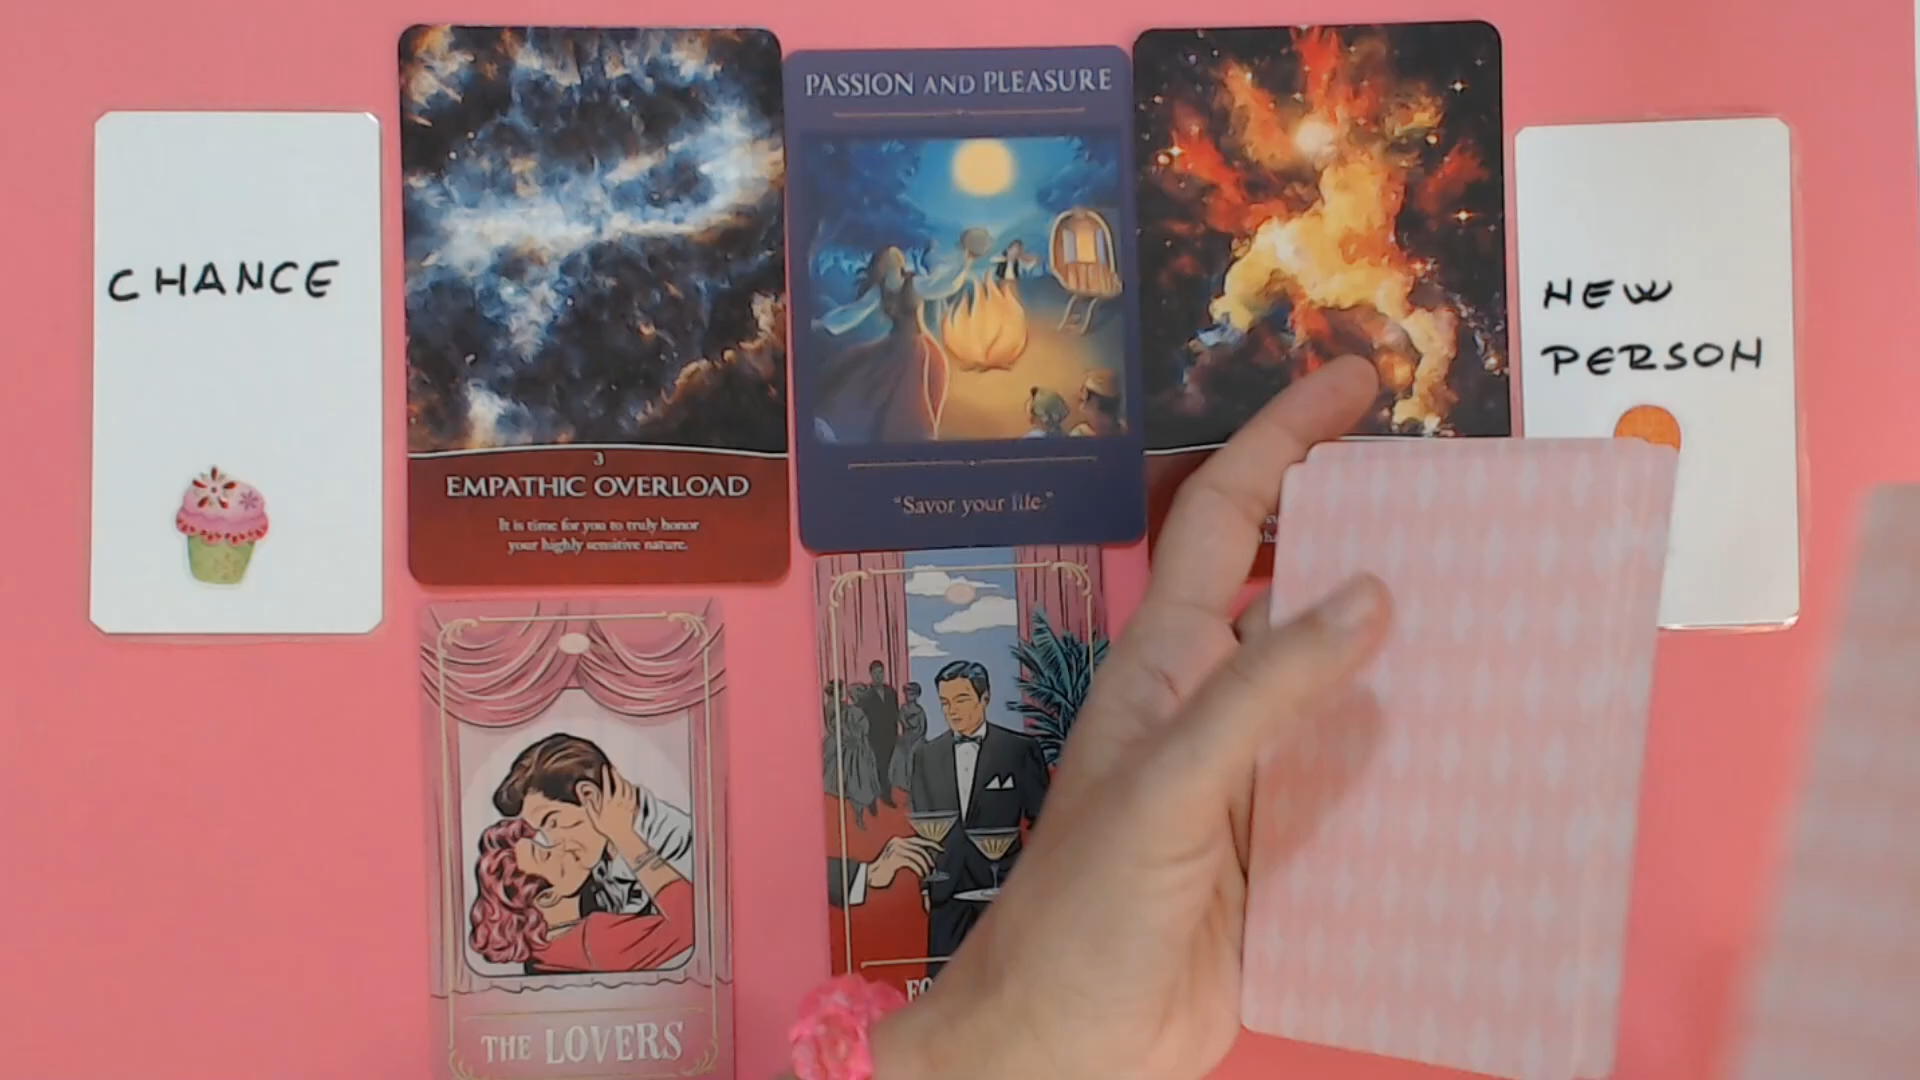 CHANCE
3
EMPATHIC OVERLOAD
It is time for you to truly honor
your highly sensitive nature.
PASSION AND PLEASURE
"Savor your life."
NEW
PERSON
THE LOVERS